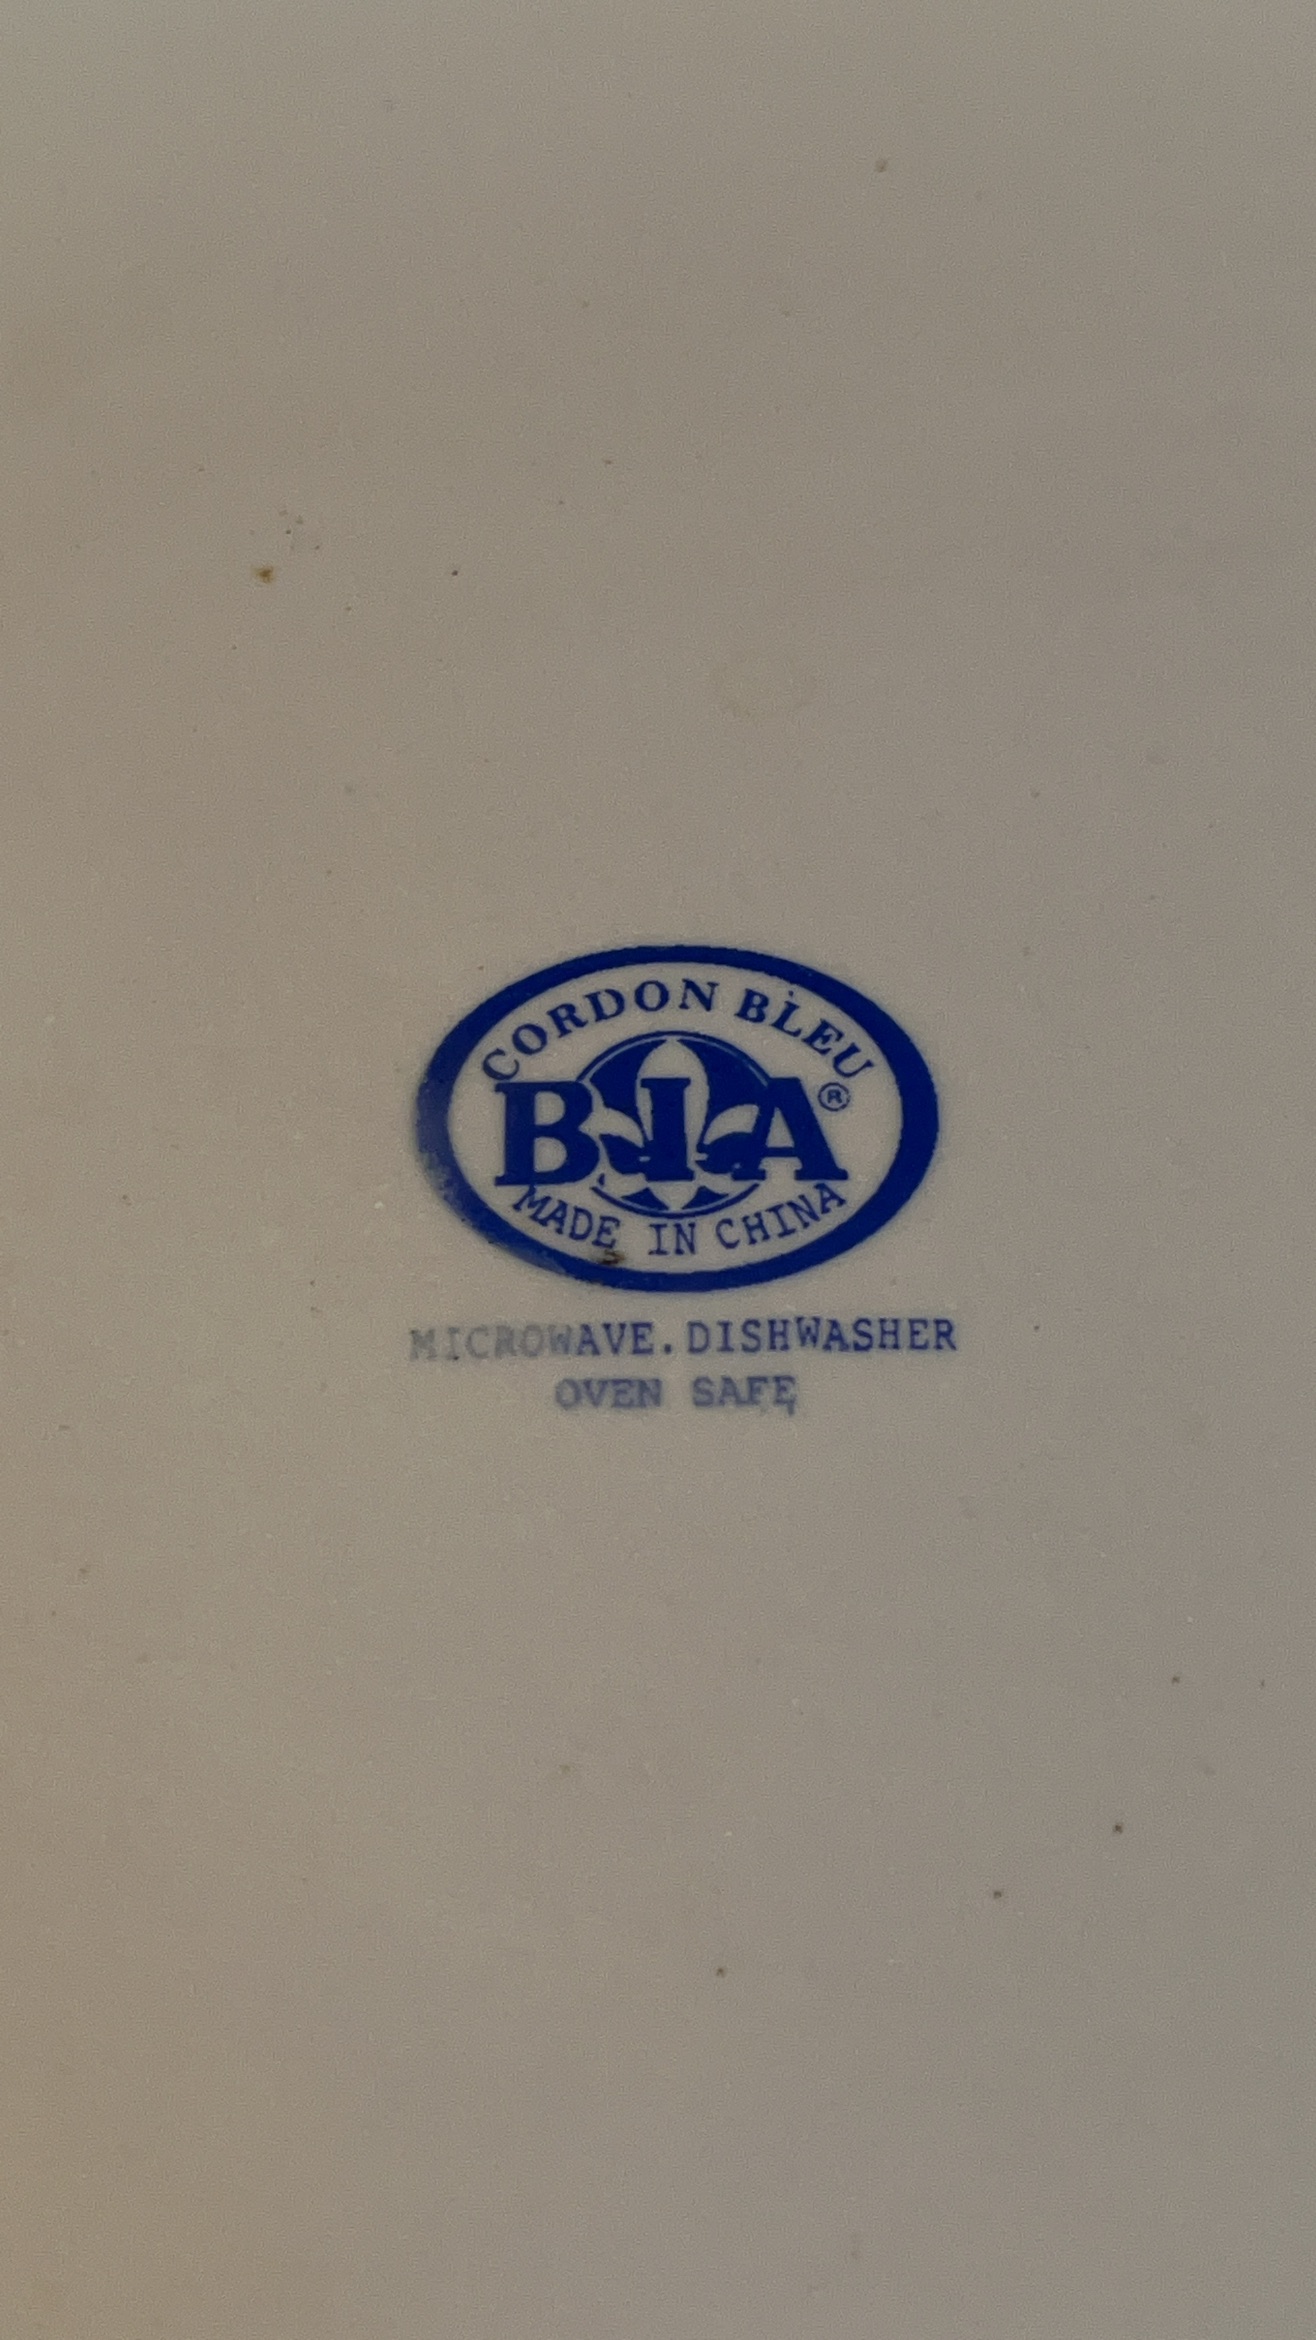 CORDON BLEU
BIA®
MADE IN CHINA
MICROWAVE.DISHWASHER
OVEN SAFE